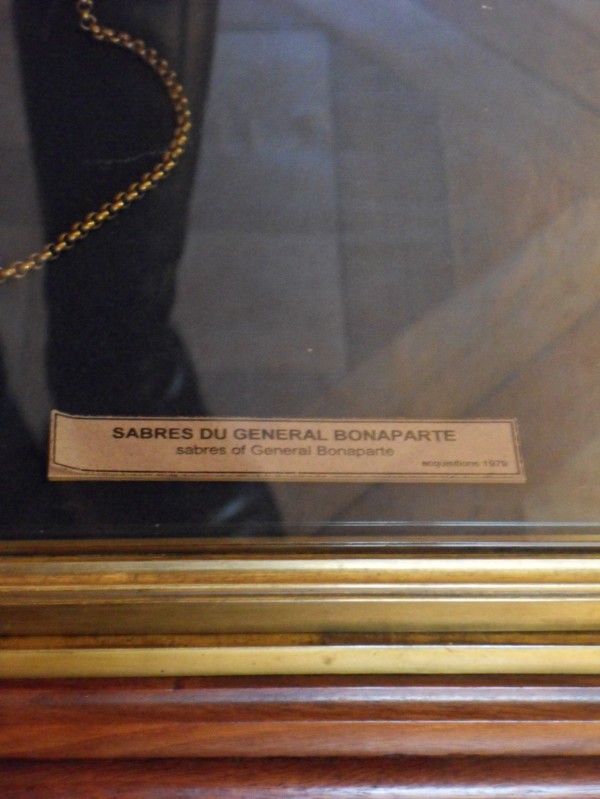 SABRES DU GENERAL BONAPARTE
sabres of General Bonaparte
acquisitions 1979